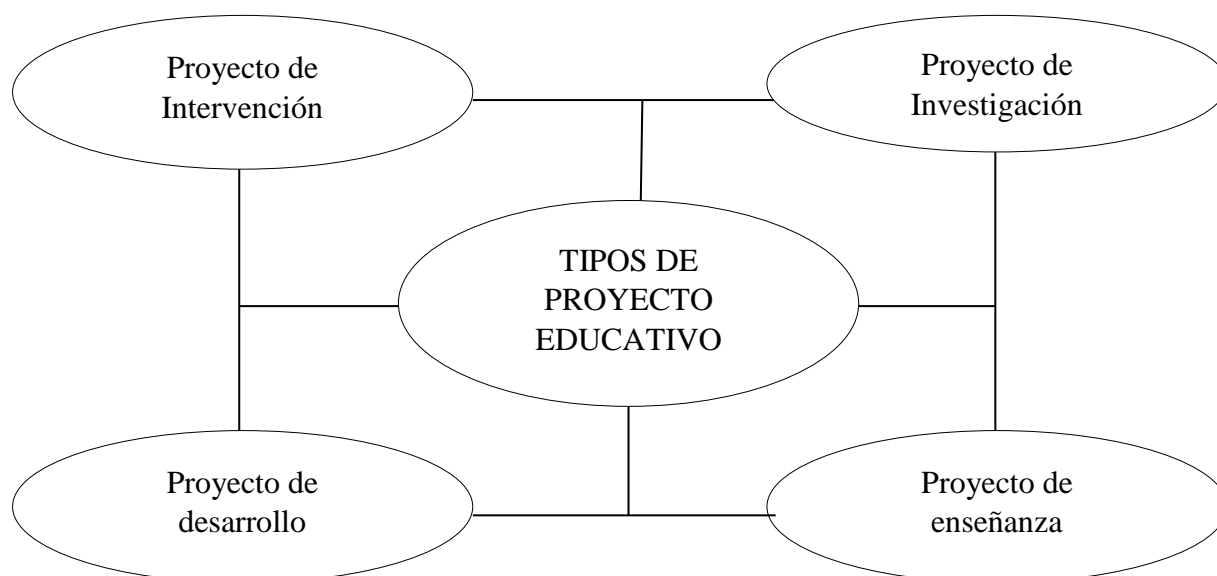 Proyecto de
Intervención
Proyecto de
Investigación
TIPOS DE
PROYECTO
EDUCATIVO
Proyecto de
desarrollo
Proyecto de
enseñanza